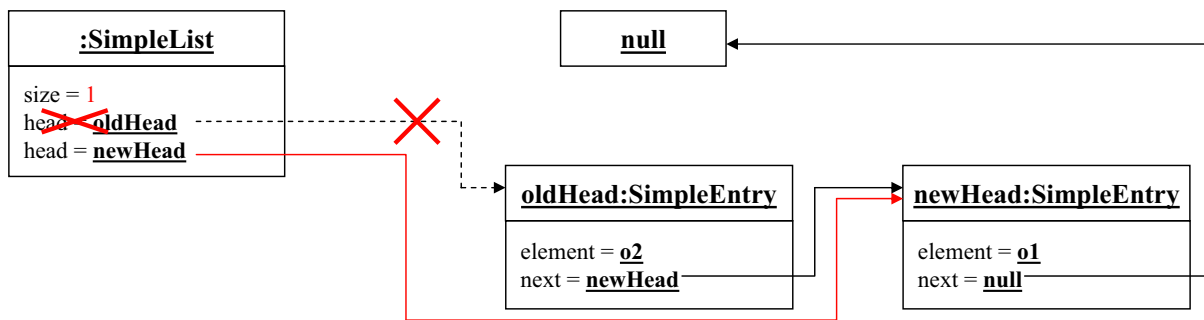 :SimpleList
size = 1
head = oldHead
head = newHead
null
oldHead:SimpleEntry
element = o2
next = newHead
newHead:SimpleEntry
element = o1
next = null